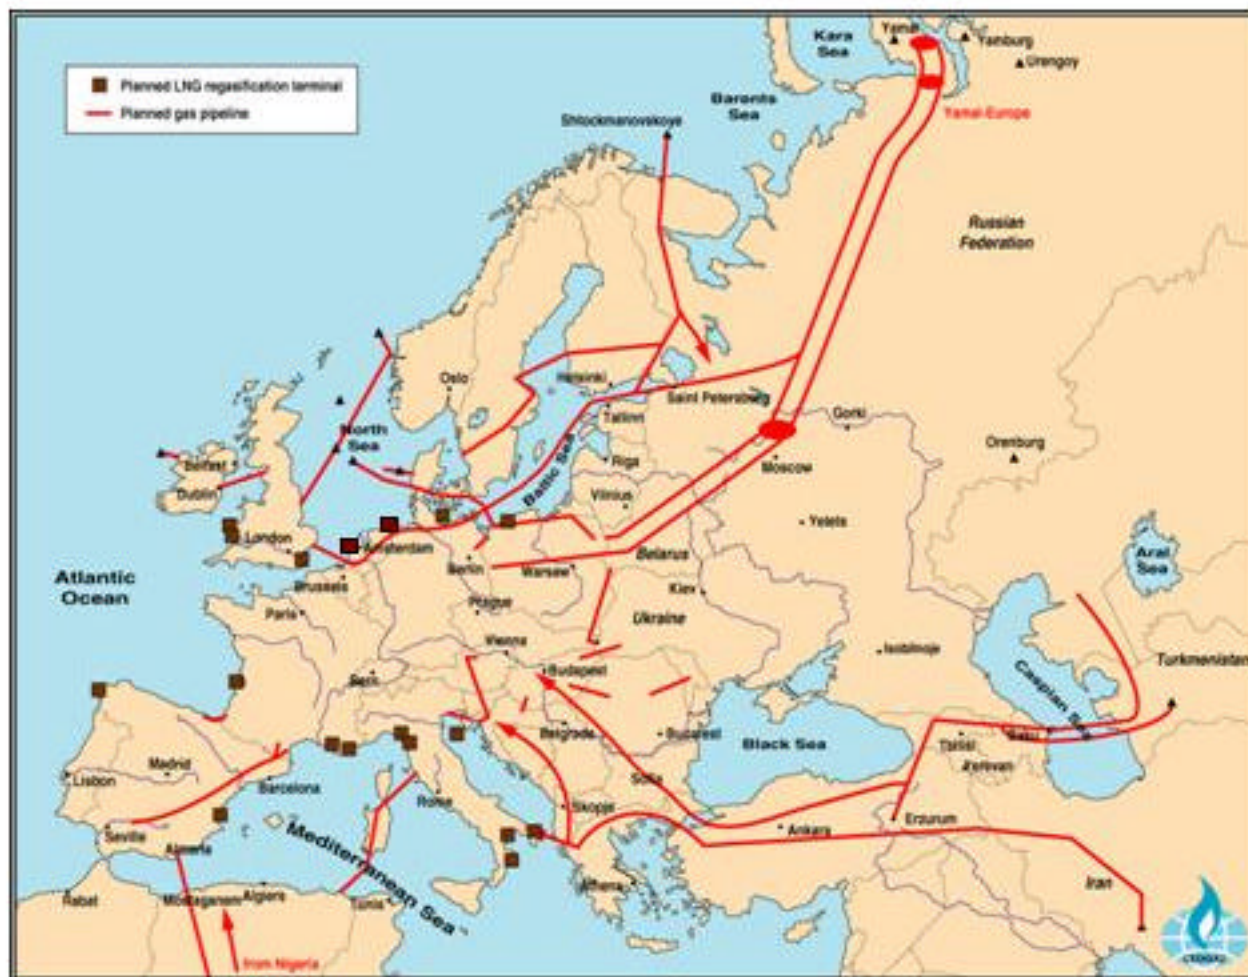 Kara
Sea
Yamal
Yamburg
Urengoy
Planned LNG regasification terminal
Planned gas pipeline
Barants
Sea
Yamal-Europe
Shtockmanovskoye
Russian
Federation
Oslo
Helsinki
Saint Petersburg
Tallinn
Gorki
North
Sea
Orenburg
Baltic Sea
Riga
Moscow
Belfast
Dublin
Vilnius
Yelets
London
Amsterdam
Belarus
Aral
Sea
Berlin
Warsaw
Brussels
Atlantic
Ocean
Kiev
Paris
Prague
Ukraine
Vienna
Budapest
Bern
Turkmenistan
Caspian Sea
Belgrade
Bucarest
Black Sea
Tbilisi
Baku
Yerevan
Madrid
Lisbon
Barcelona
Rome
Sofia
Skopje
Ankara
Erzurum
Seville
Almeria
Mediterranean Sea
Athens
Iran
Rabat
Mostaganem
Algiers
Tunis
from Nigeria
CEDIGAZ